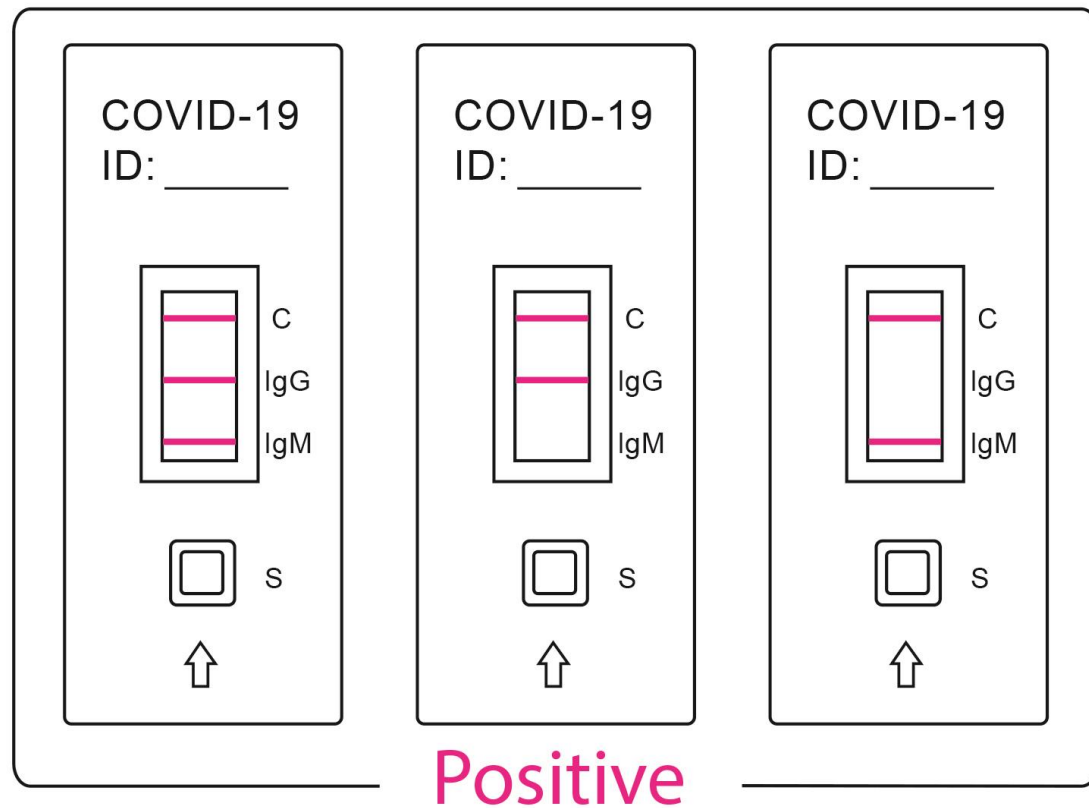 COVID-19
ID: ______
C
IgG
IgM
S
COVID-19
ID: ______
C
IgG
IgM
S
COVID-19
ID: ______
C
IgG
IgM
S
Positive